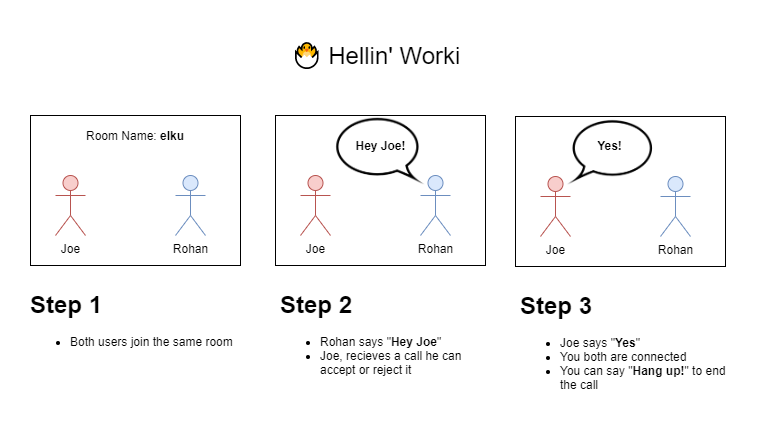 Hellin' Worki
Room Name: elku
Joe
Rohan
Hey Joe!
Joe
Rohan
Yes!
Joe
Rohan
Step 1
Both users join the same room
Step 2
Rohan says "Hey Joe"
Joe, recieves a call he can
accept or reject it
Step 3
Joe says "Yes"
You both are connected
You can say "Hang up!" to end
the call